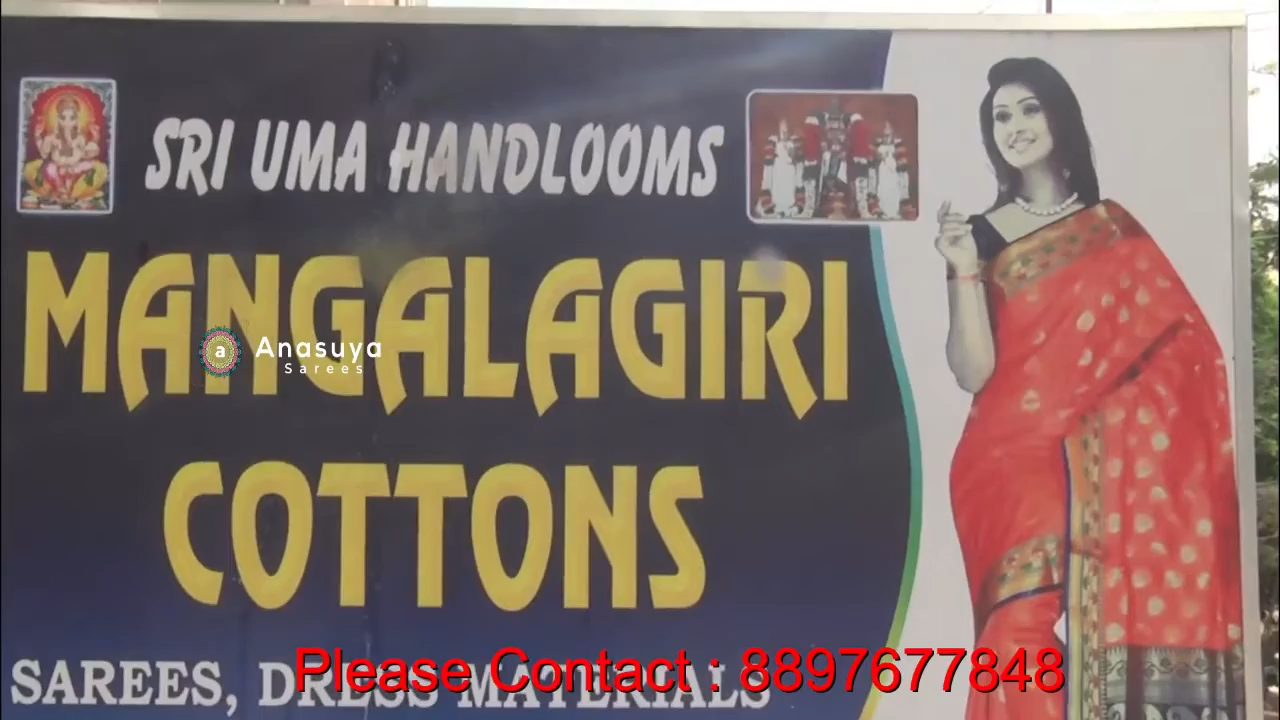 SRI UMA HANDLOOMS
MANGALAGIRI
a Anasuya
Sarees
COTTONS
SAREES, DRESS MATERIALS
Please Contact : 8897677848